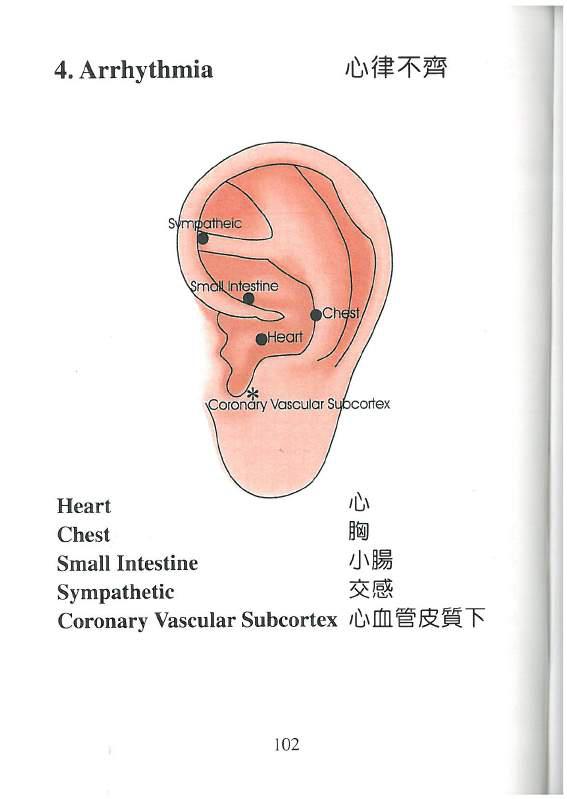 4. Arrhythmia 心律不齊
Sympatheic
Small Intestine
Chest
Heart
*
Coronary Vascular Subcortex
Heart 心
Chest 胸
Small Intestine 小腸
Sympathetic 交感
Coronary Vascular Subcortex 心血管皮質下
102